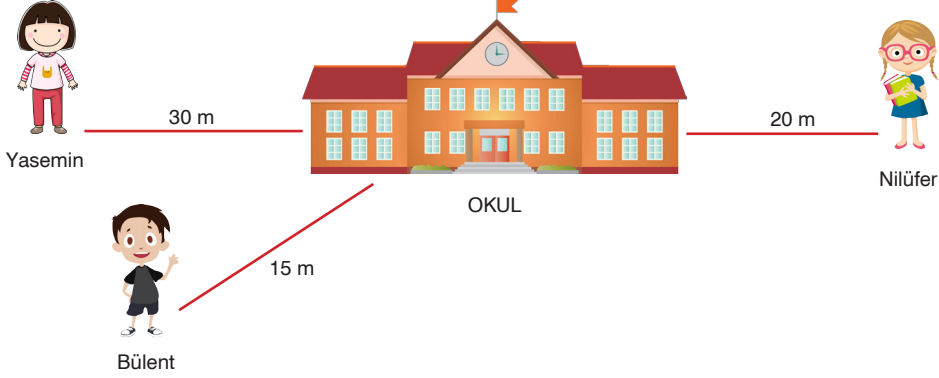 30 m
20 m
Yasemin
Nilüfer
OKUL
15 m
Bülent